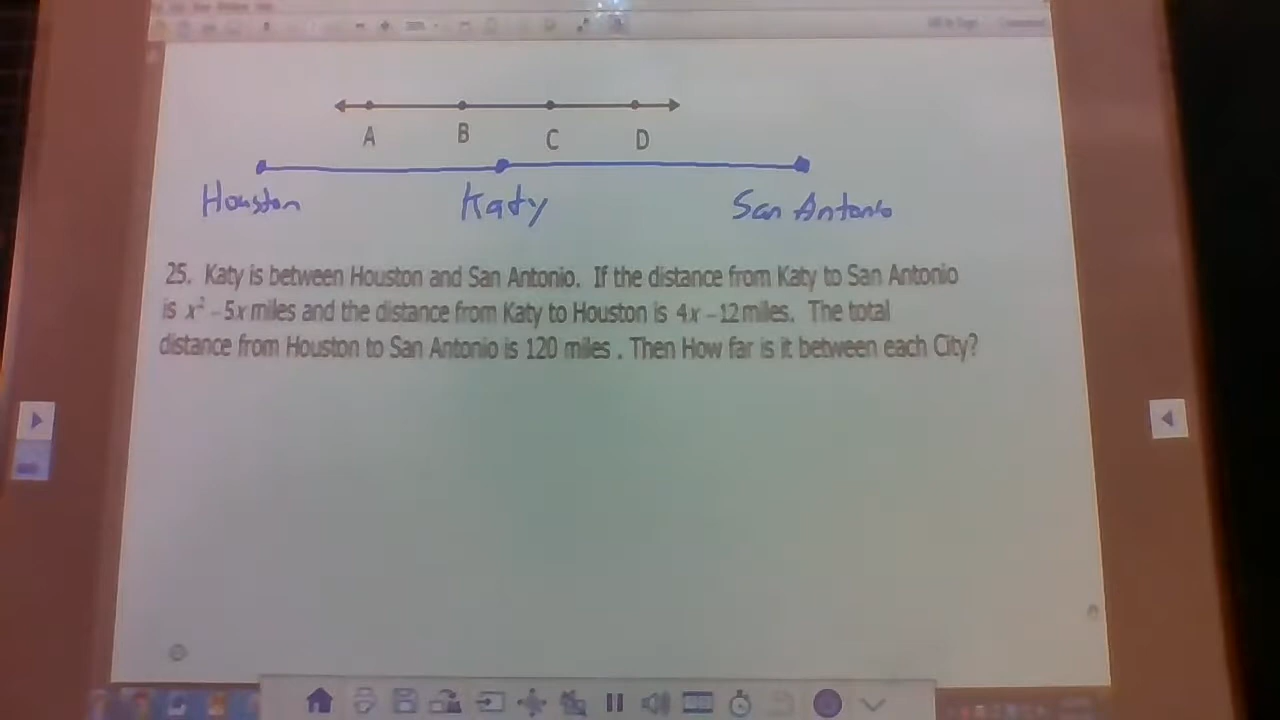 A B C D
Houston Katy San Antonio
25. Katy is between Houston and San Antonio. If the distance from Katy to San Antonio
is x² – 5x miles and the distance from Katy to Houston is 4x – 12 miles. The total
distance from Houston to San Antonio is 120 miles . Then How far is it between each City?